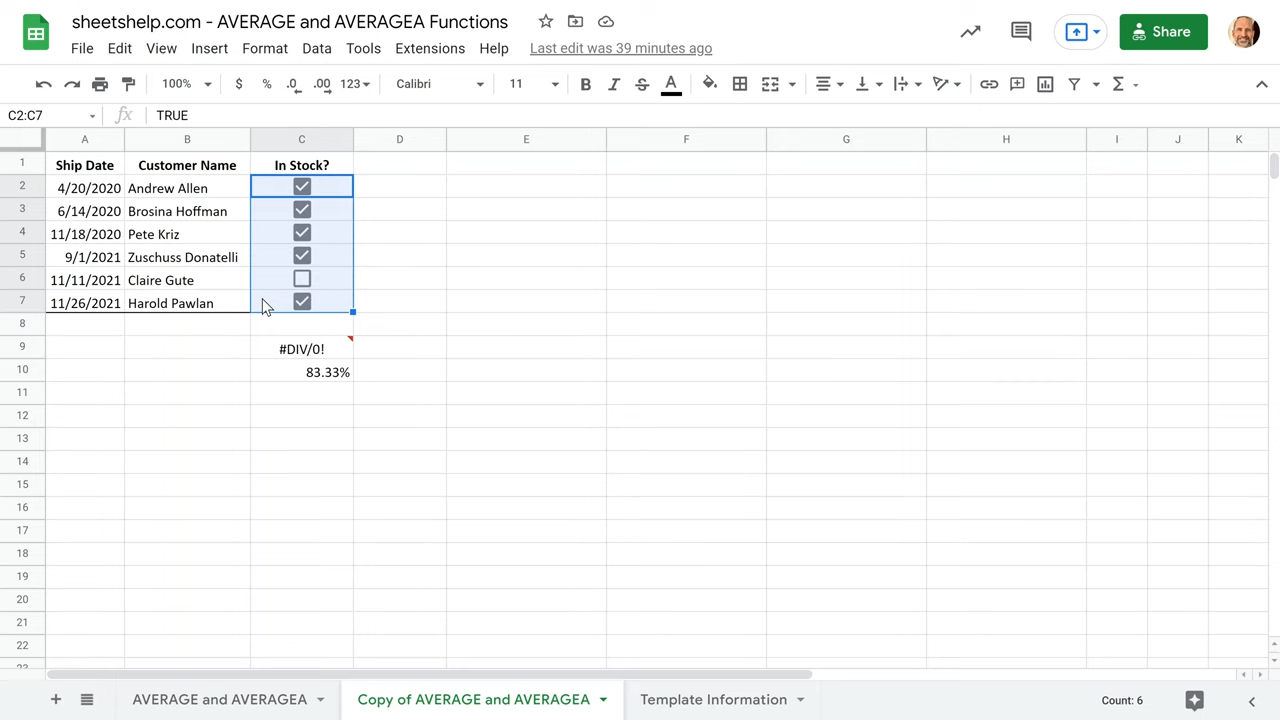 sheetshelp.com - AVERAGE and AVERAGEA Functions
File Edit View Insert Format Data Tools Extensions Help Last edit was 39 minutes ago
Share
100% $ % .0 .00 123 Calibri 11 B I S A Σ
C2:C7 fx TRUE
A B C D E F G H I J K
1 Ship Date Customer Name In Stock?
2 4/20/2020 Andrew Allen
3 6/14/2020 Brosina Hoffman
4 11/18/2020 Pete Kriz
5 9/1/2021 Zuschuss Donatelli
6 11/11/2021 Claire Gute
7 11/26/2021 Harold Pawlan
8
9 #DIV/0!
10 83.33%
11
12
13
14
15
16
17
18
19
20
21
22
23
+ AVERAGE and AVERAGEA Copy of AVERAGE and AVERAGEA Template Information Count: 6